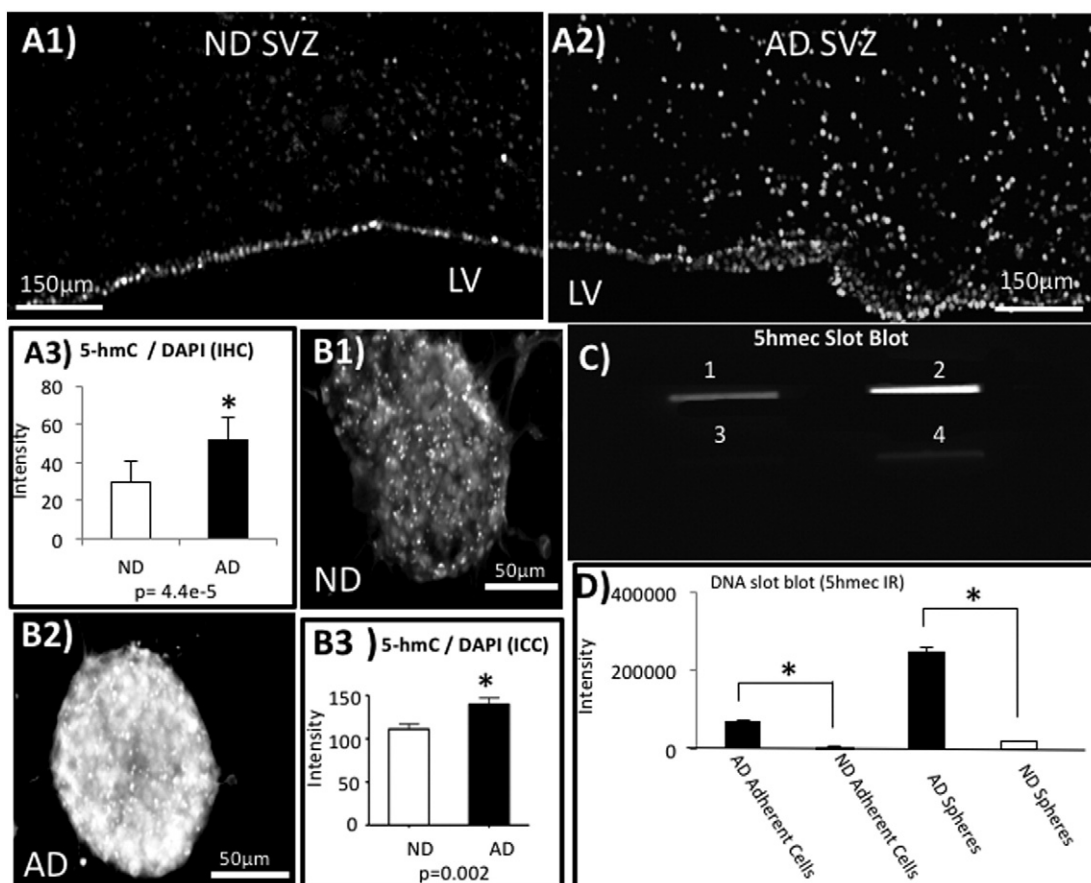 A1)
ND SVZ
150µm
LV
A2)
AD SVZ
LV
150µm
A3)
5-hmC / DAPI (IHC)
Intensity
80
60
40
20
0
*
ND
AD
p= 4.4e-5
B1)
ND
50µm
C)
5hmec Slot Blot
1
2
3
4
B2)
AD
50µm
B3 )
5-hmC / DAPI (ICC)
Intensity
150
100
50
0
*
ND
AD
p=0.002
D)
DNA slot blot (5hmec IR)
Intensity
400000
200000
0
*
*
AD Adherent Cells
ND Adherent Cells
AD Spheres
ND Spheres